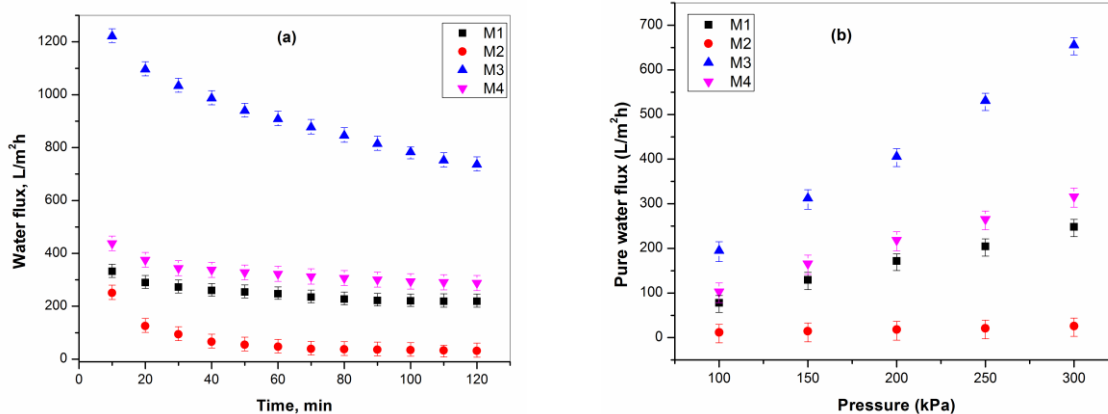 (a)
M1
M2
M3
M4
1200
1000
800
600
400
200
0
0 20 40 60 80 100 120
Water flux, L/m²h
Time, min
(b)
M1
M2
M3
M4
700
600
500
400
300
200
100
0
100 150 200 250 300
Pure water flux (L/m²h)
Pressure (kPa)